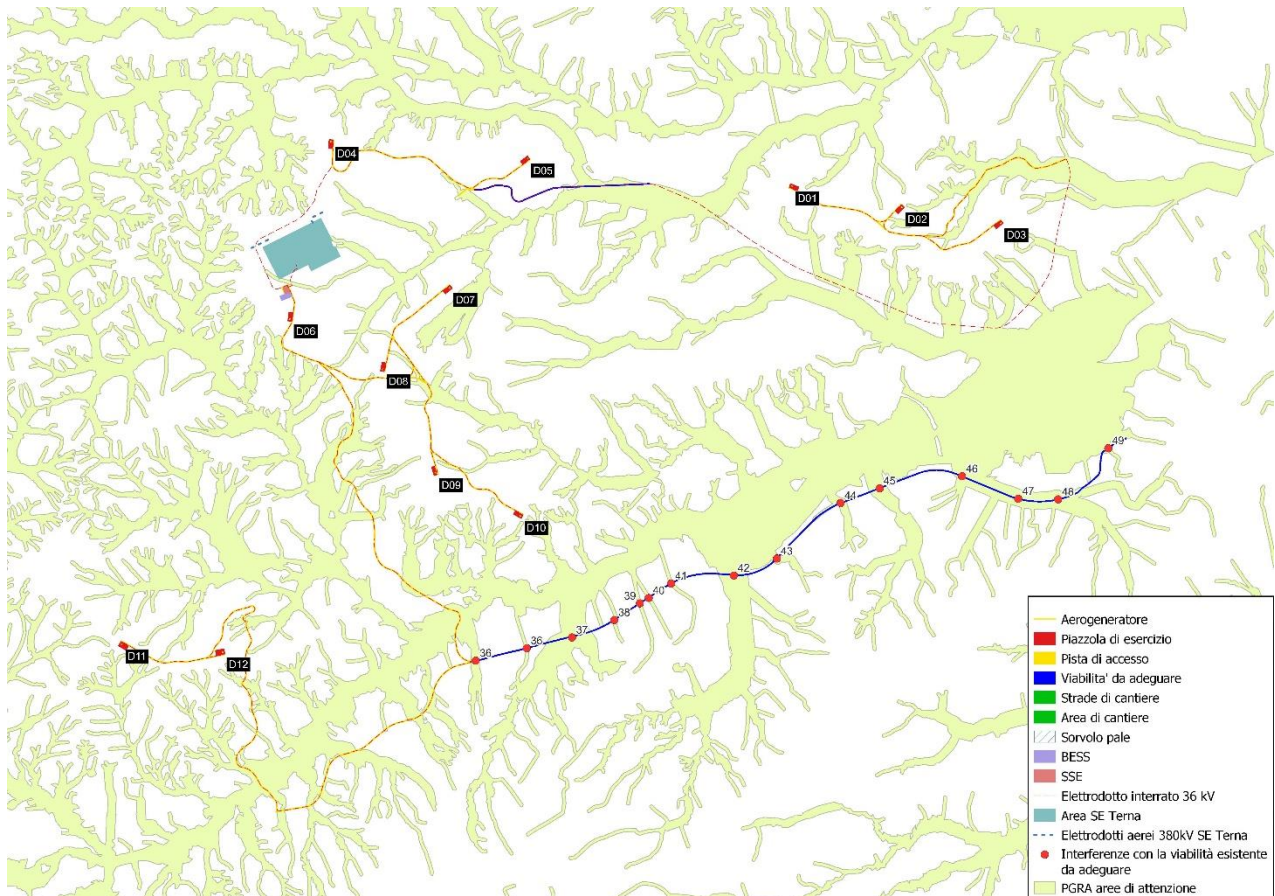 D04
D05
D01
D02
D03
D07
D06
D08
D09
D10
D11
D12
49*
46
45
44
47
48
43
42
41
40
39
38
37
36
36
Aerogeneratore
Piazzola di esercizio
Pista di accesso
Viabilita' da adeguare
Strade di cantiere
Area di cantiere
Sorvolo pale
BESS
SSE
Elettrodotto interrato 36 kV
Area SE Terna
Elettrodotti aerei 380kV SE Terna
Interferenze con la viabilità esistente
da adeguare
PGRA aree di attenzione